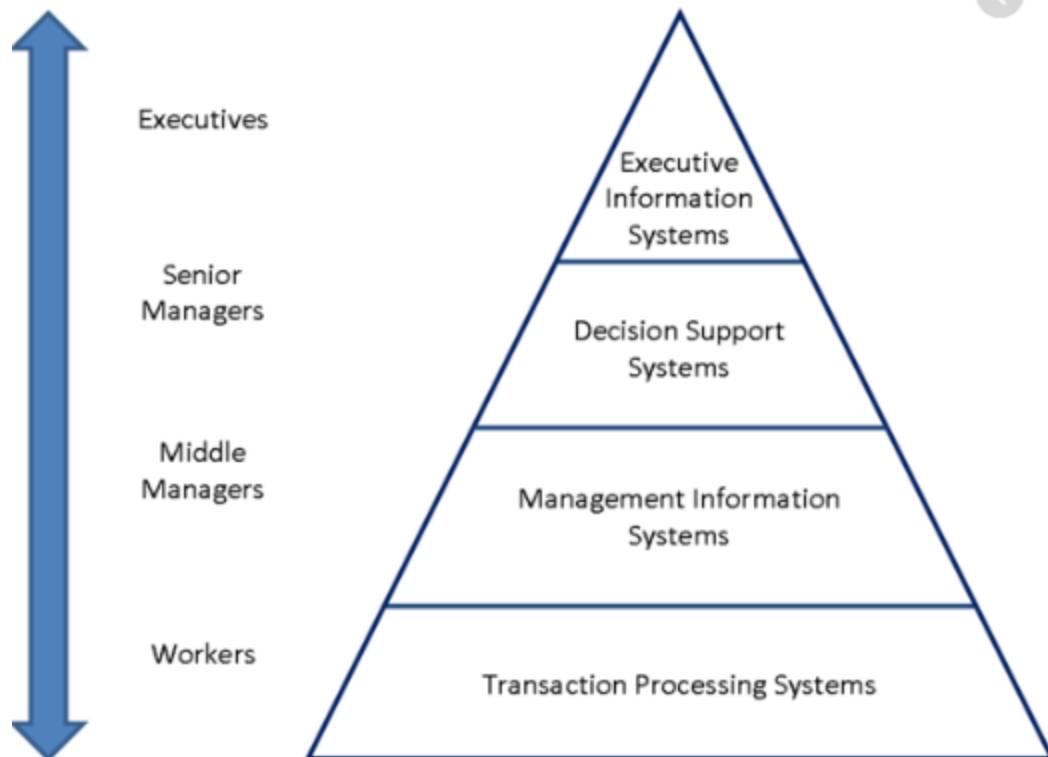 Executives
Executive
Information
Systems
Senior
Managers
Decision Support
Systems
Middle
Managers
Management Information
Systems
Workers
Transaction Processing Systems